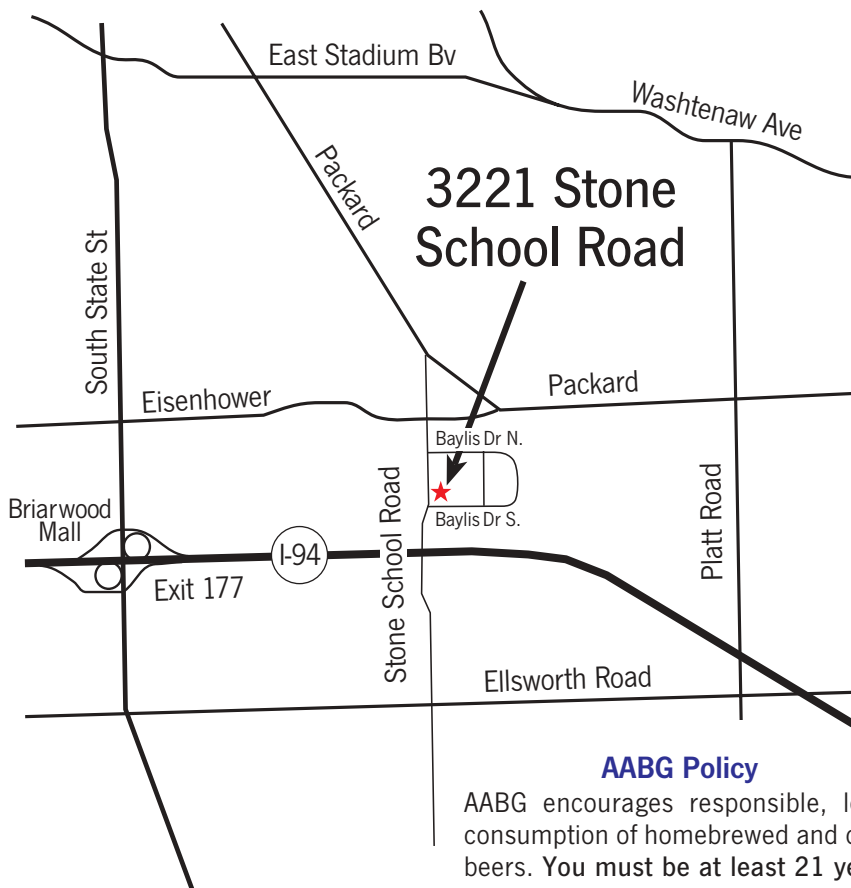 East Stadium Bv
Washtenaw Ave
Packard
3221 Stone
School Road
South State St
Eisenhower
Packard
Baylis Dr N.
Baylis Dr S.
Briarwood
Mall
I-94
Exit 177
Stone School Road
Platt Road
Ellsworth Road
AABG Policy
AABG encourages responsible,
consumption of homebrewed and
beers. You must be at least 21